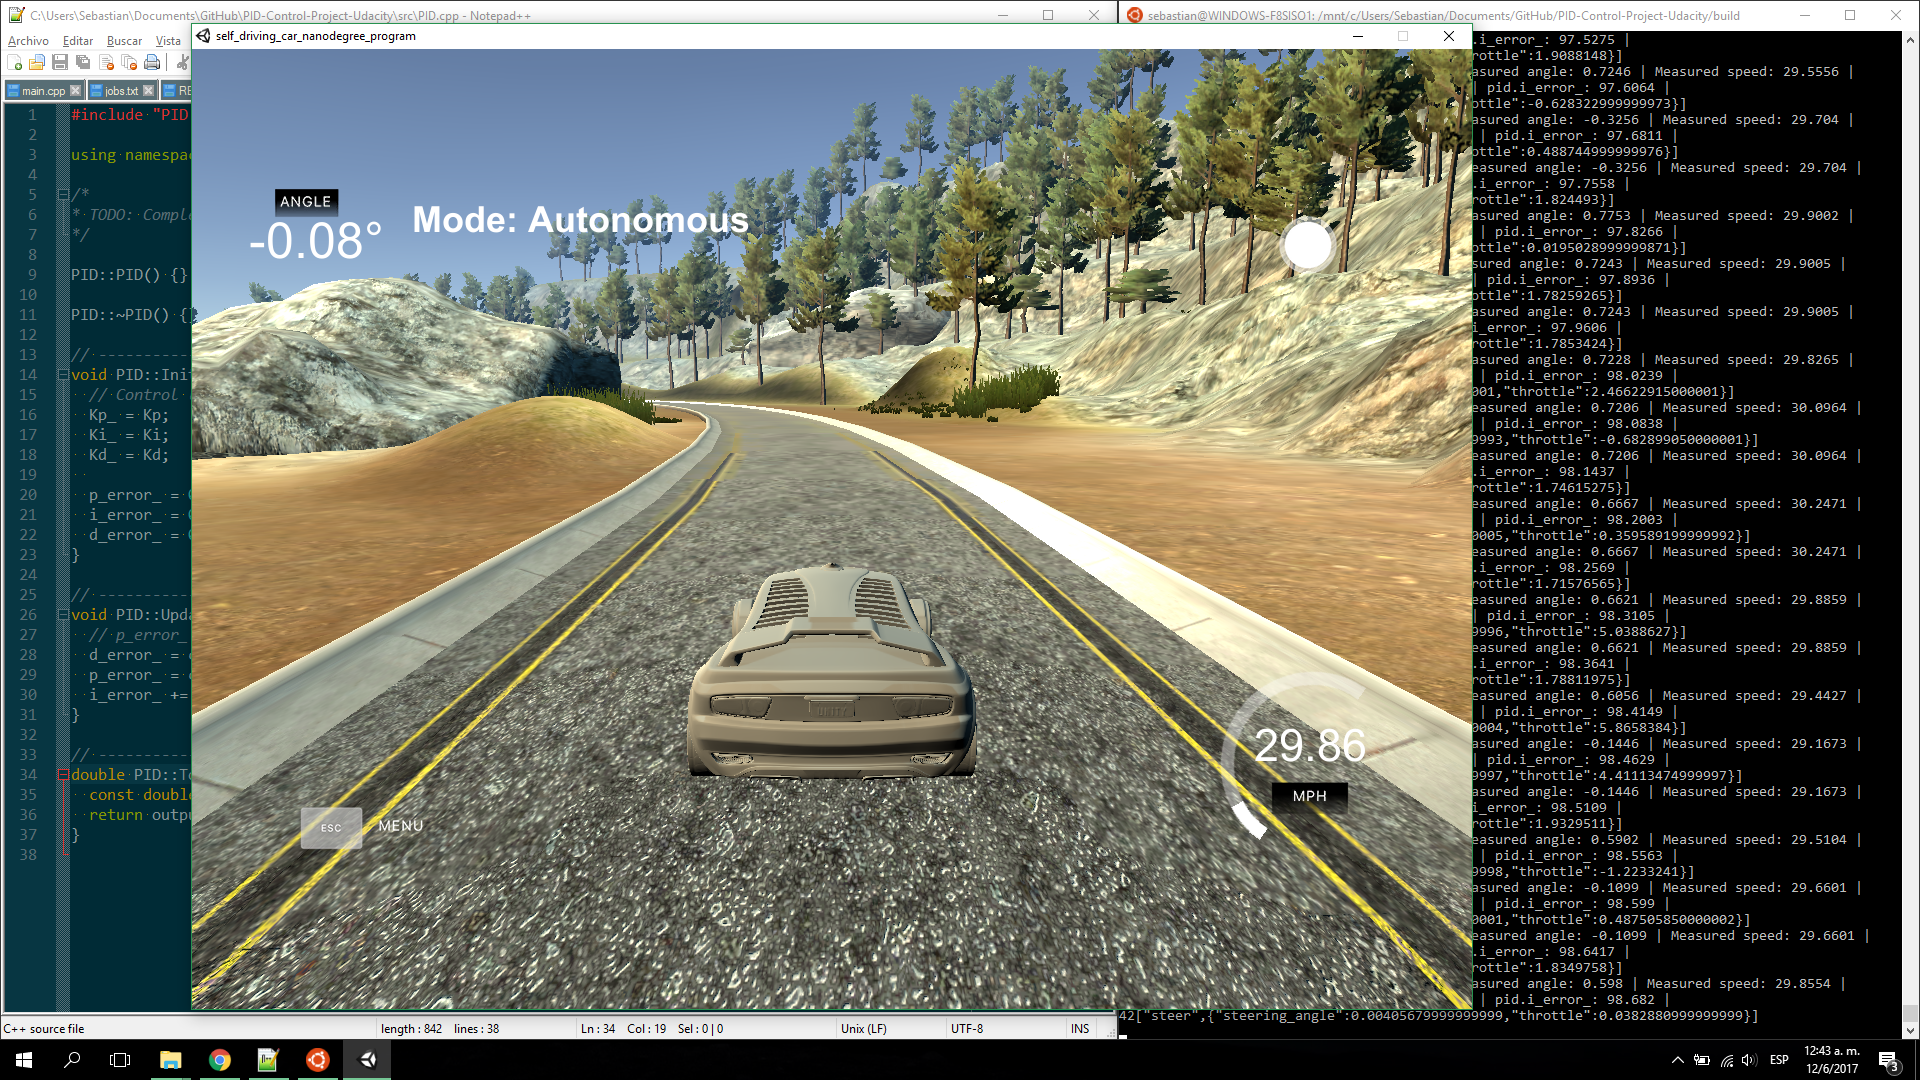 C:\Users\Sebastian\Documents\GitHub\PID-Control-Project-Udacity\src\PID.cpp - Notepad++
Archivo Editar Buscar Vista
main.cpp jobs.txt RE
1 #include "PID
2
3 using namespac
4
5 /*
6 * TODO: Comple
7 */
8
9 PID::PID() {}
10
11 PID::~PID() {}
12
13 // -----------
14 void PID::Init
15 // Control
16 Kp_ = Kp;
17 Ki_ = Ki;
18 Kd_ = Kd;
19
20 p_error_ =
21 i_error_ =
22 d_error_ =
23 }
24
25 // -----------
26 void PID::Upda
27 // p_error_
28 d_error_ =
29 p_error_ =
30 i_error_ +=
31 }
32
33 // -----------
34 double PID::To
35 const double
36 return outpu
37 }
38
C++ source file length : 842 lines : 38 Ln : 34 Col : 19 Sel : 0 | 0 Unix (LF) UTF-8 INS
self_driving_car_nanodegree_program
ANGLE
-0.08°
Mode: Autonomous
29.86
MPH
ESC MENU
UNITY
sebastian@WINDOWS-F8SISO1: /mnt/c/Users/Sebastian/Documents/GitHub/PID-Control-Project-Udacity/build
.i_error_: 97.5275 |
rottle":1.9088148}]
asured angle: 0.7246 | Measured speed: 29.5556 |
| pid.i_error_: 97.6064 |
ottle":-0.628322999999973}]
asured angle: -0.3256 | Measured speed: 29.704 |
| pid.i_error_: 97.6811 |
ottle":0.488744999999976}]
easured angle: -0.3256 | Measured speed: 29.704 |
.i_error_: 97.7558 |
rottle":1.824493}]
asured angle: 0.7753 | Measured speed: 29.9002 |
| pid.i_error_: 97.8266 |
ottle":0.0195028999999871}]
sured angle: 0.7243 | Measured speed: 29.9005 |
| pid.i_error_: 97.8936 |
ottle":1.78259265}]
asured angle: 0.7243 | Measured speed: 29.9005 |
i_error_: 97.9606 |
rottle":1.7853424}]
asured angle: 0.7228 | Measured speed: 29.8265 |
| pid.i_error_: 98.0239 |
001,"throttle":2.46622915000001}]
easured angle: 0.7206 | Measured speed: 30.0964 |
| pid.i_error_: 98.0838 |
9993,"throttle":-0.682899050000001}]
easured angle: 0.7206 | Measured speed: 30.0964 |
.i_error_: 98.1437 |
rottle":1.74615275}]
easured angle: 0.6667 | Measured speed: 30.2471 |
| pid.i_error_: 98.2003 |
0005,"throttle":0.359589199999992}]
easured angle: 0.6667 | Measured speed: 30.2471 |
.i_error_: 98.2569 |
rottle":1.71576565}]
easured angle: 0.6621 | Measured speed: 29.8859 |
| pid.i_error_: 98.3105 |
9996,"throttle":5.0388627}]
easured angle: 0.6621 | Measured speed: 29.8859 |
.i_error_: 98.3641 |
rottle":1.78811975}]
easured angle: 0.6056 | Measured speed: 29.4427 |
| pid.i_error_: 98.4149 |
0004,"throttle":5.8658384}]
easured angle: -0.1446 | Measured speed: 29.1673 |
| pid.i_error_: 98.4629 |
9997,"throttle":4.41113474999997}]
easured angle: -0.1446 | Measured speed: 29.1673 |
i_error_: 98.5109 |
rottle":1.9329511}]
easured angle: 0.5902 | Measured speed: 29.5104 |
| pid.i_error_: 98.5563 |
9998,"throttle":-1.2233241}]
asured angle: -0.1099 | Measured speed: 29.6601 |
| pid.i_error_: 98.599 |
0001,"throttle":0.487505850000002}]
easured angle: -0.1099 | Measured speed: 29.6601 |
.i_error_: 98.6417 |
rottle":1.8349758}]
asured angle: 0.598 | Measured speed: 29.8554 |
| pid.i_error_: 98.682 |
42["steer",{"steering_angle":0.00405679999999999,"throttle":0.0382880999999999}]
ESP
12:43 a. m.
12/6/2017
3